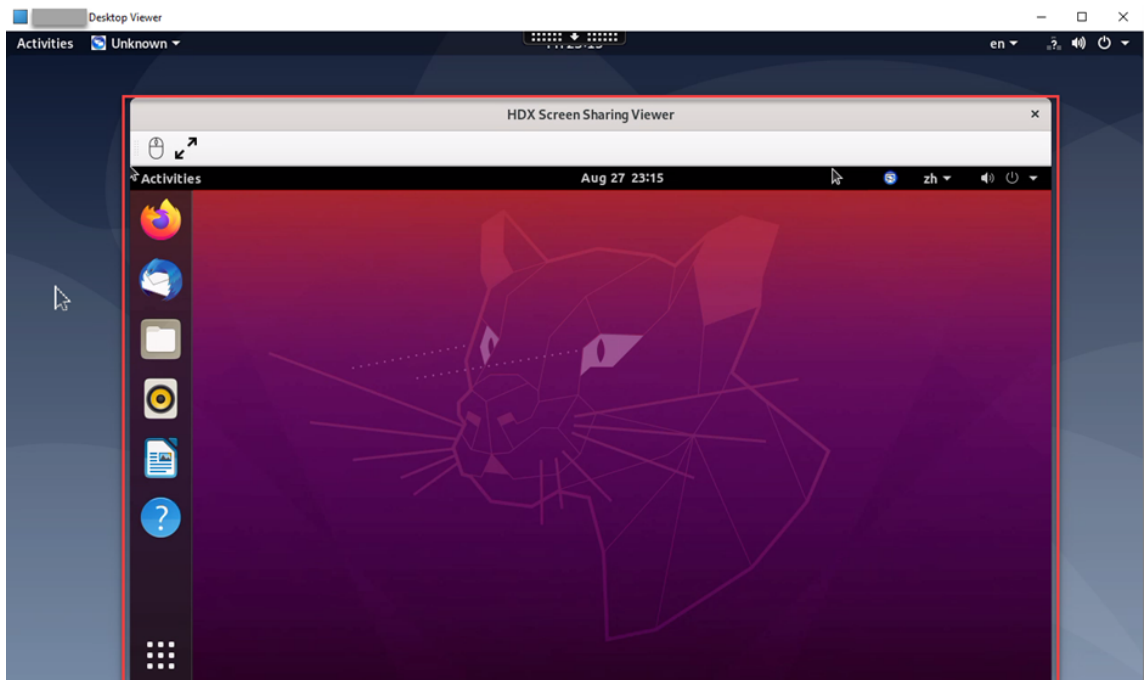 Desktop Viewer
Activities Unknown en
HDX Screen Sharing Viewer
Activities Aug 27 23:15 zh